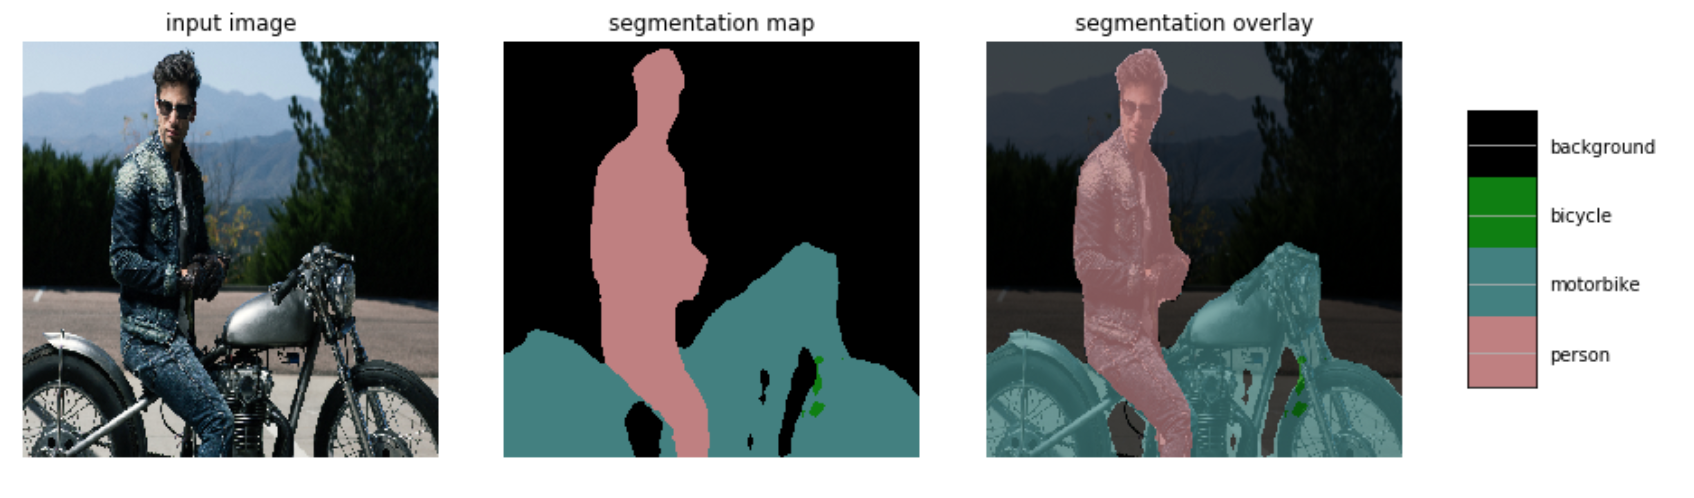 input image
segmentation map
segmentation overlay
background
bicycle
motorbike
person